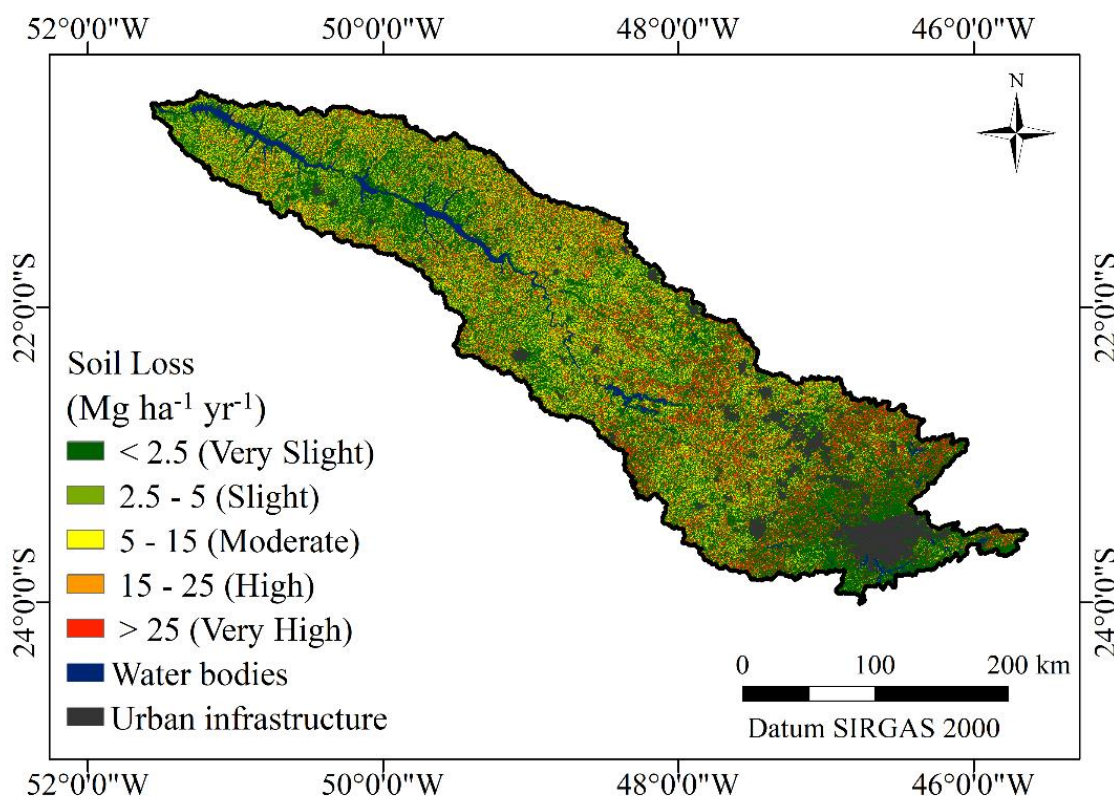 52°0'0"W 50°0'0"W 48°0'0"W 46°0'0"W
N
22°0'0"S 22°0'0"S
Soil Loss
(Mg ha⁻¹ yr⁻¹)
< 2.5 (Very Slight)
2.5 - 5 (Slight)
5 - 15 (Moderate)
15 - 25 (High)
> 25 (Very High)
Water bodies
Urban infrastructure
24°0'0"S 24°0'0"S
0 100 200 km
Datum SIRGAS 2000
52°0'0"W 50°0'0"W 48°0'0"W 46°0'0"W